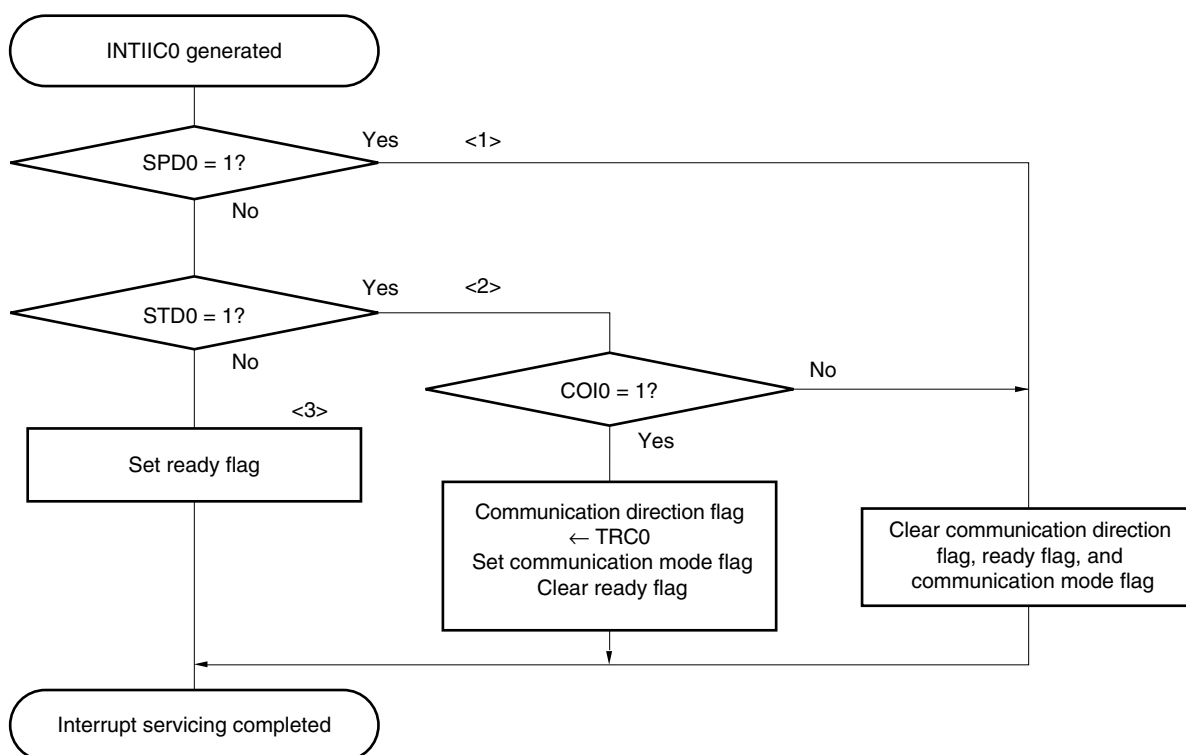 INTIIC0 generated
Yes
<1>
SPD0 = 1?
No
Yes
<2>
STD0 = 1?
No
COI0 = 1?
No
Yes
<3>
Set ready flag
Communication direction flag
← TRC0
Set communication mode flag
Clear ready flag
Clear communication direction
flag, ready flag, and
communication mode flag
Interrupt servicing completed